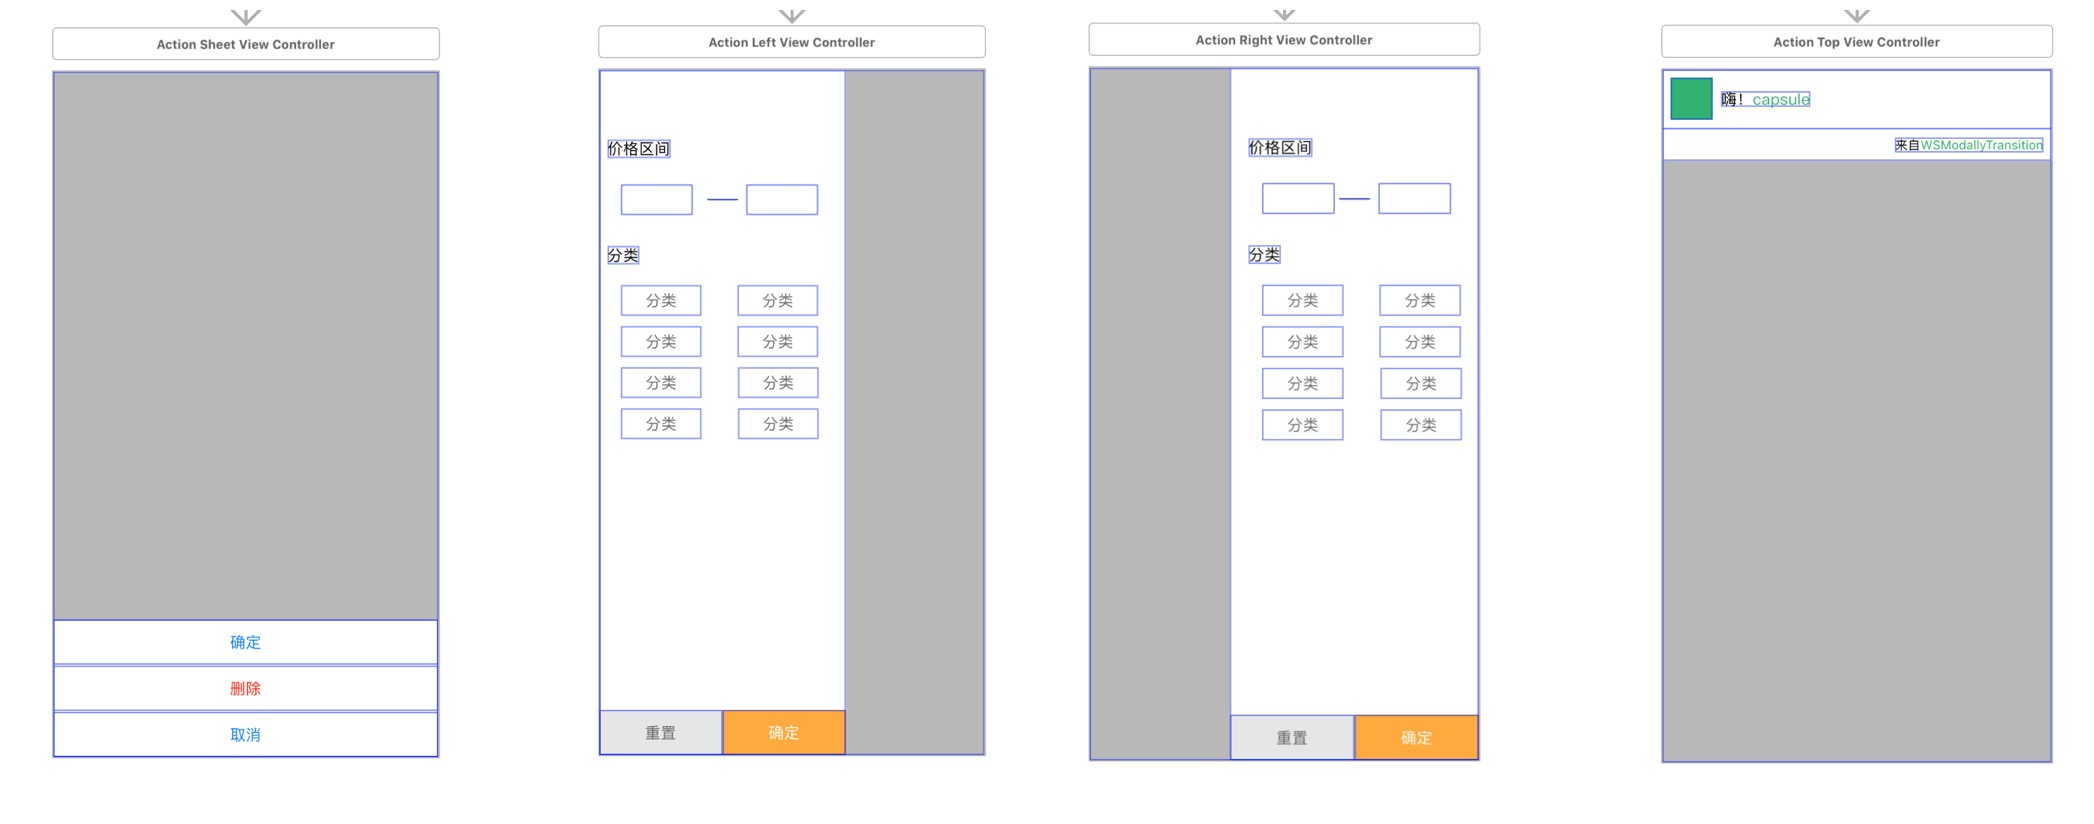 Action Sheet View Controller
确定
删除
取消
Action Left View Controller
价格区间
分类
分类 分类
分类 分类
分类 分类
分类 分类
重置 确定
Action Right View Controller
价格区间
分类
分类 分类
分类 分类
分类 分类
分类 分类
重置 确定
Action Top View Controller
嗨！capsule
来自WSModallyTransition